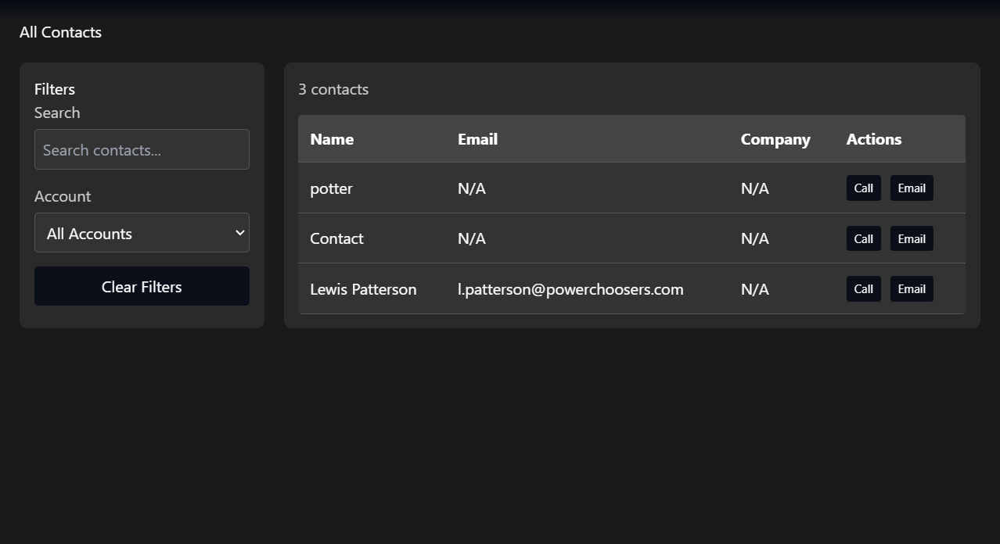 All Contacts
Filters
Search
Search contacts...
Account
All Accounts
Clear Filters
3 contacts
Name Email Company Actions
potter N/A N/A Call Email
Contact N/A N/A Call Email
Lewis Patterson l.patterson@powerchoosers.com N/A Call Email